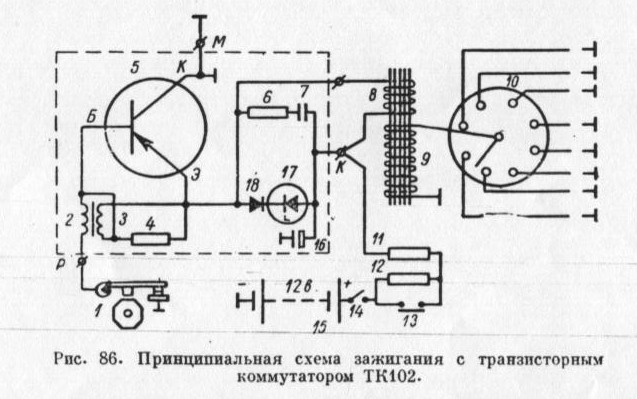 М
5
К
Б
Э
6
7
8
9
10
К
2
3
4
18
17
16
Р
1
11
12
- 12 в. +
14
13
15
Рис. 86. Принципиальная схема зажигания с транзисторным
коммутатором ТК102.